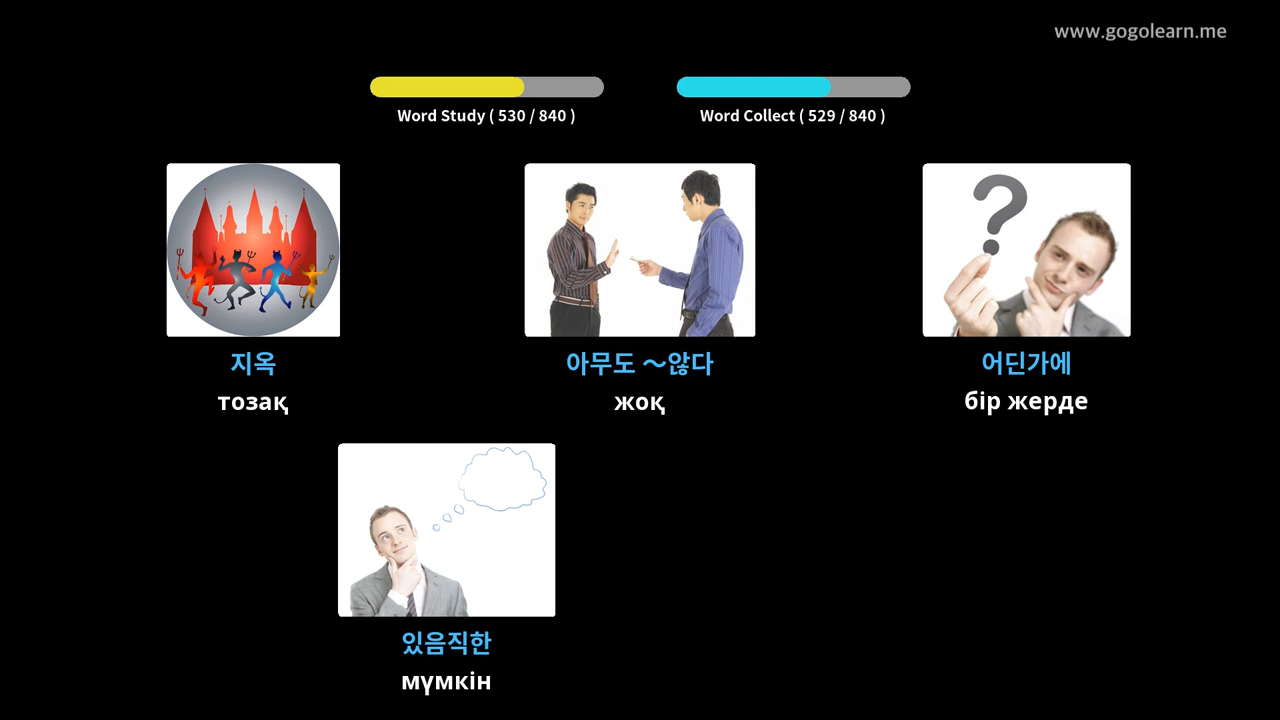 www.gogolearn.me
Word Study ( 530 / 840 )
Word Collect ( 529 / 840 )
지옥
тозақ
아무도 ～않다
жоқ
어딘가에
бір жерде
있음직한
мүмкін